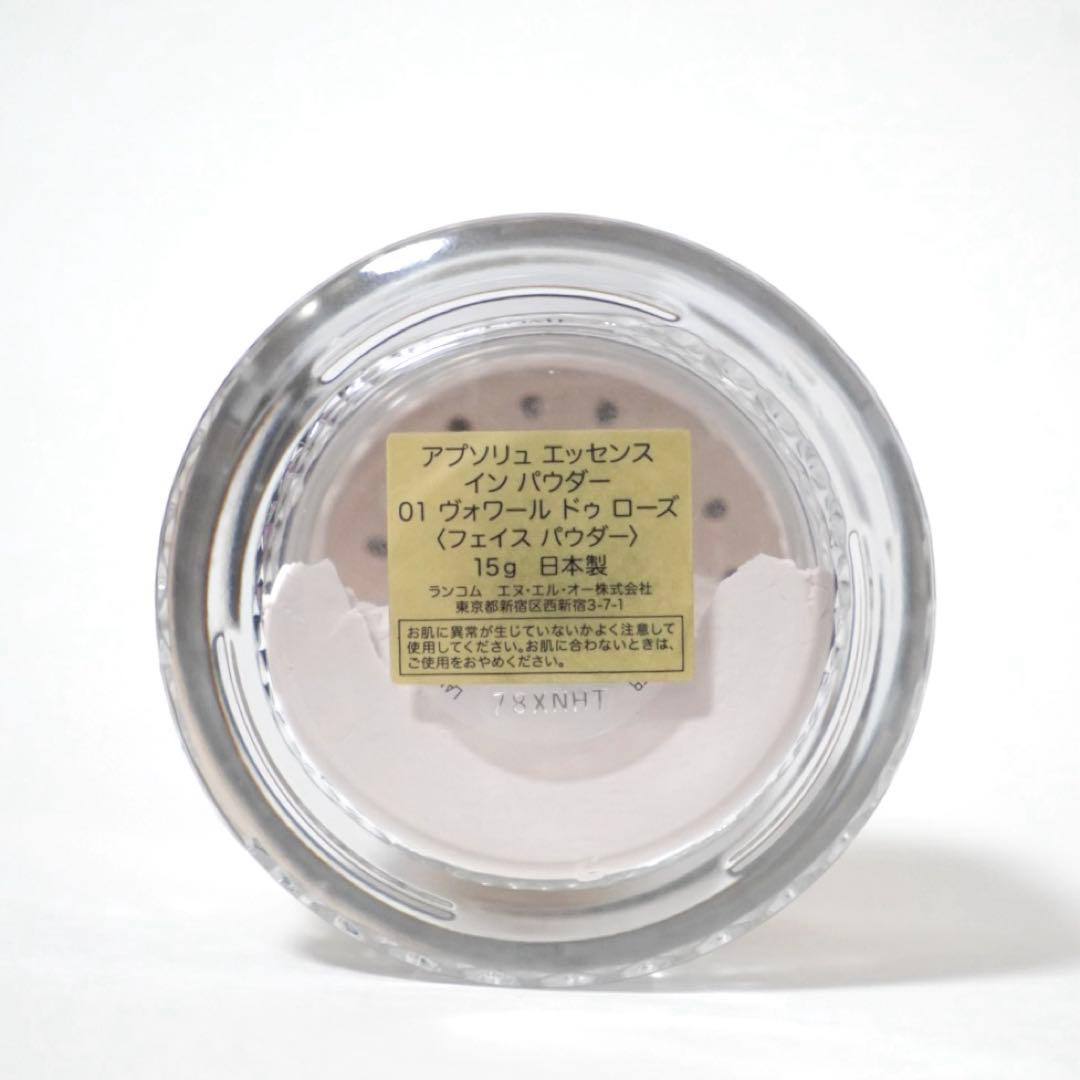 アプソリュ エッセンス
イン パウダー
01 ヴォワール ドゥ ローズ
〈フェイス パウダー〉
15g 日本製
ランコム エヌ・エル・オー株式会社
東京都新宿区西新宿3-7-1
お肌に異常が生じていないかよく注意して
使用してください。お肌に合わないときは、
ご使用をおやめください。
78XNHT